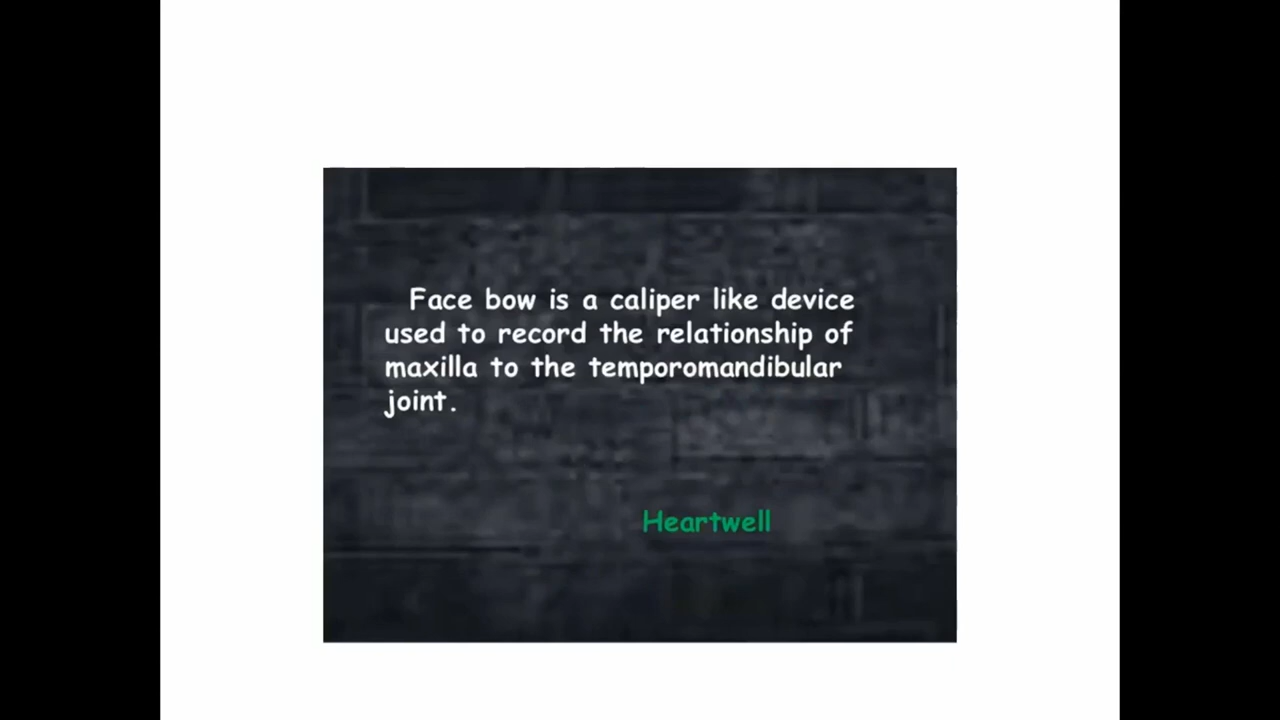 Face bow is a caliper like device
used to record the relationship of
maxilla to the temporomandibular
joint.
Heartwell